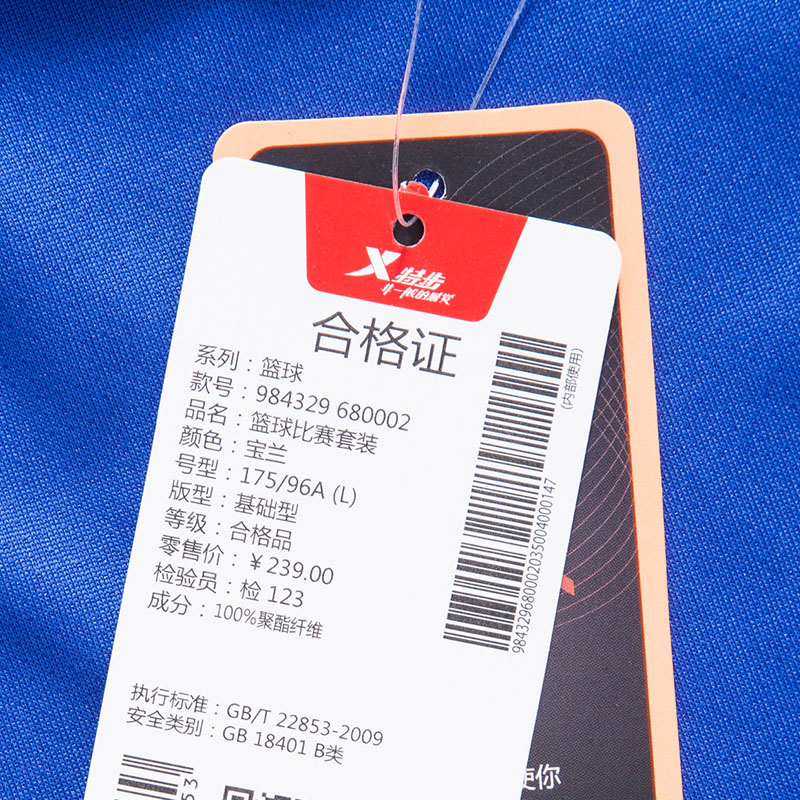 特步
非一般的感觉
合格证
系列：篮球
款号：984329 680002
品名：篮球比赛套装
颜色：宝兰
号型：175/96A (L)
版型：基础型
等级：合格品
零售价：￥239.00
检验员：检 123
成分：100%聚酯纤维
执行标准：GB/T 22853-2009
安全类别：GB 18401 B类
(内部使用)
984329680002035004000147
使你